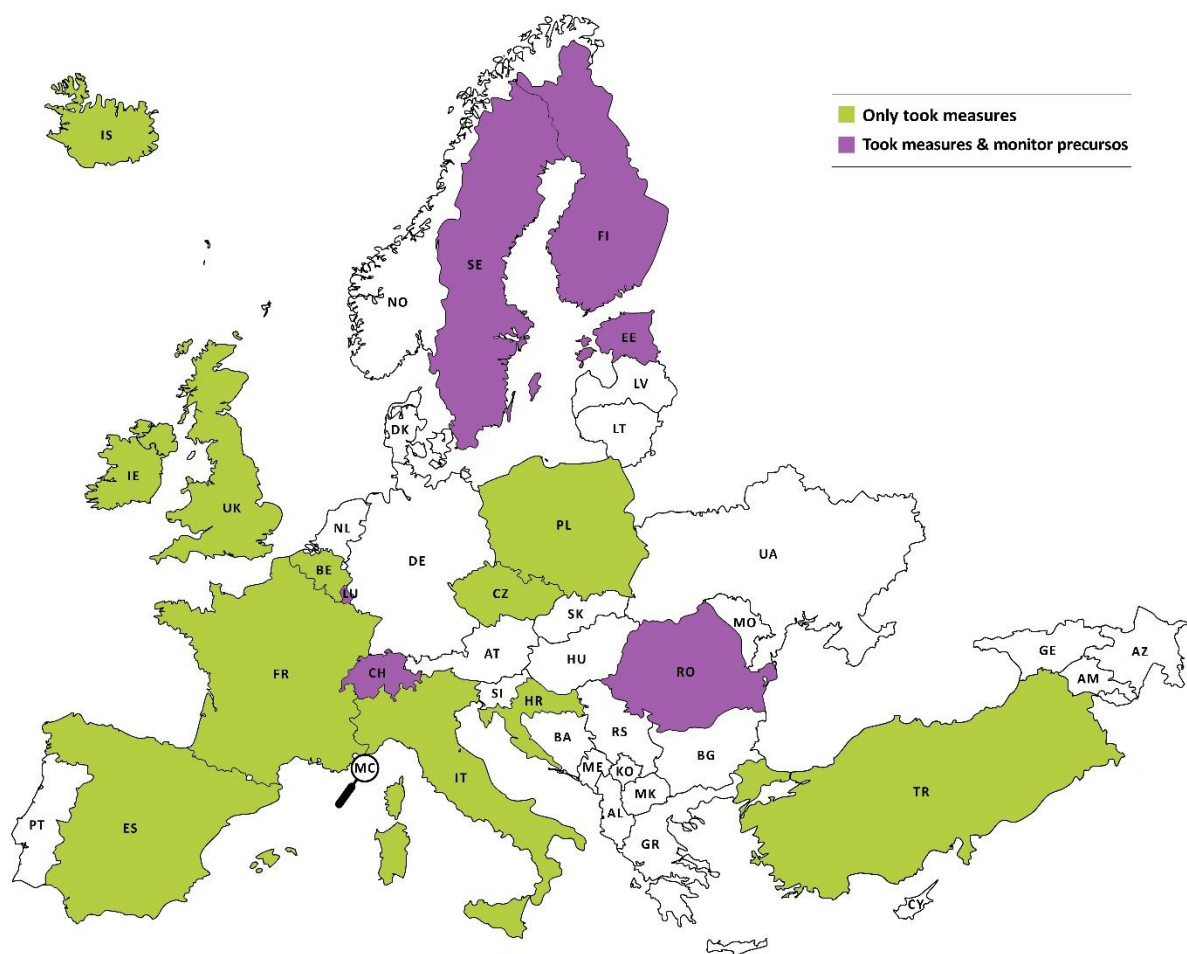 Only took measures
Took measures & monitor precursos
IS
FI
SE
NO
EE
LV
DK
LT
IE
UK
NL
PL
UA
DE
BE
LU
CZ
SK
MO
AT
HU
GE
AZ
FR
CH
RO
AM
SI
HR
BA
RS
BG
MC
IT
ME
KO
TR
MK
AL
PT
ES
GR
CY